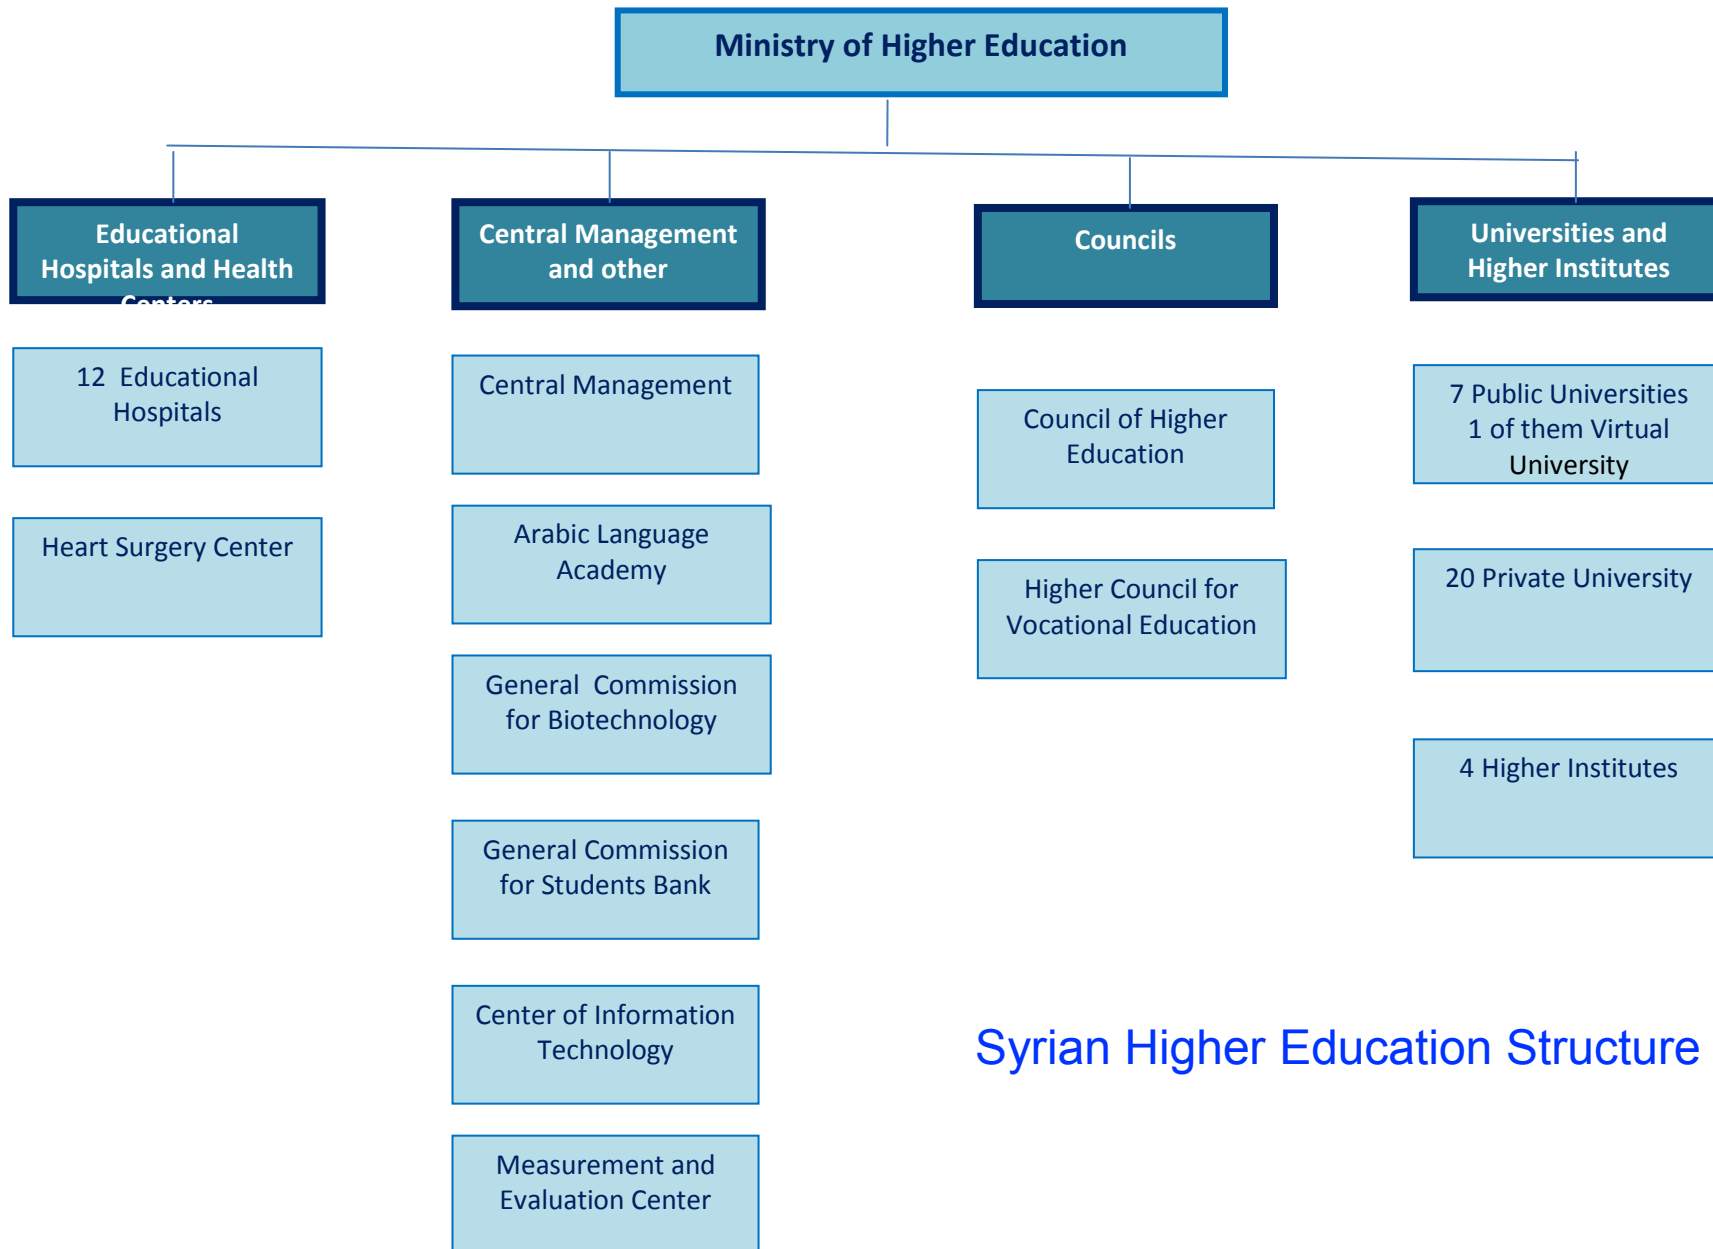 Ministry of Higher Education
Educational
Hospitals and Health
Centers
12 Educational
Hospitals
Heart Surgery Center
Central Management
and other
Central Management
Arabic Language
Academy
General Commission
for Biotechnology
General Commission
for Students Bank
Center of Information
Technology
Measurement and
Evaluation Center
Councils
Council of Higher
Education
Higher Council for
Vocational Education
Universities and
Higher Institutes
7 Public Universities
1 of them Virtual
University
20 Private University
4 Higher Institutes
Syrian Higher Education Structure